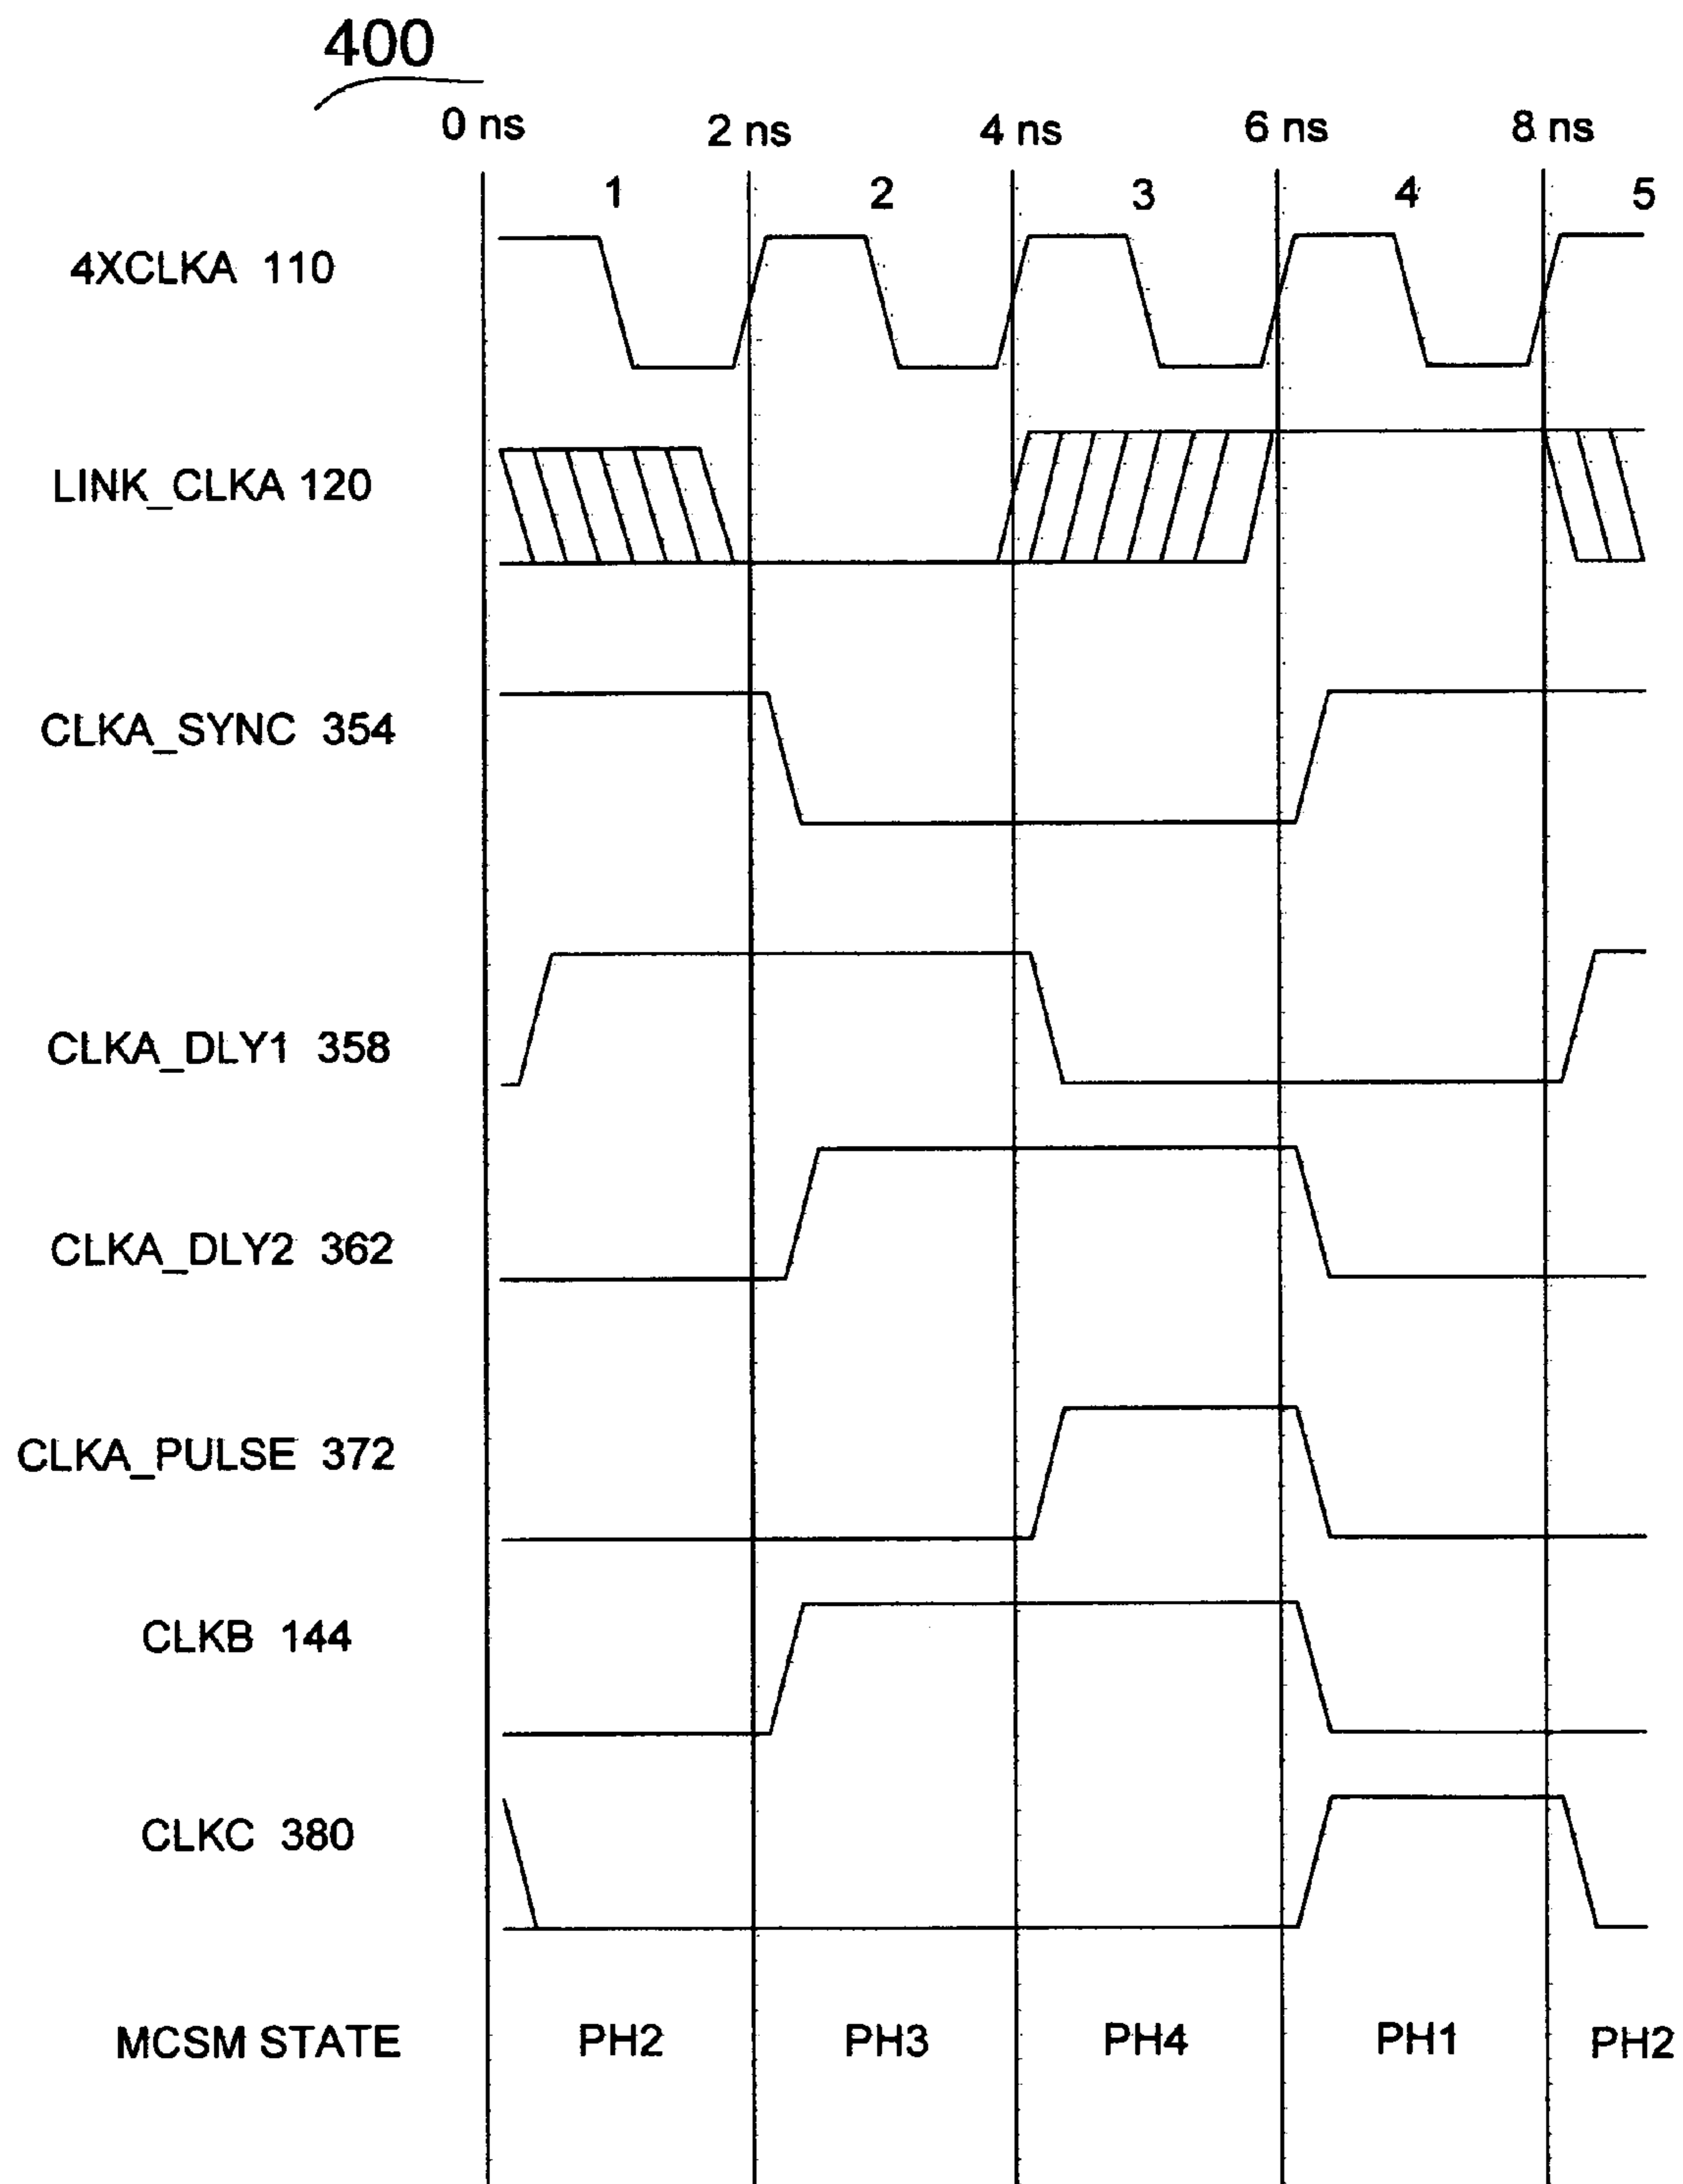 400
0 ns 2 ns 4 ns 6 ns 8 ns
1 2 3 4 5
4XCLKA 110
LINK_CLKA 120
CLKA_SYNC 354
CLKA_DLY1 358
CLKA_DLY2 362
CLKA_PULSE 372
CLKB 144
CLKC 380
MCSM STATE PH2 PH3 PH4 PH1 PH2